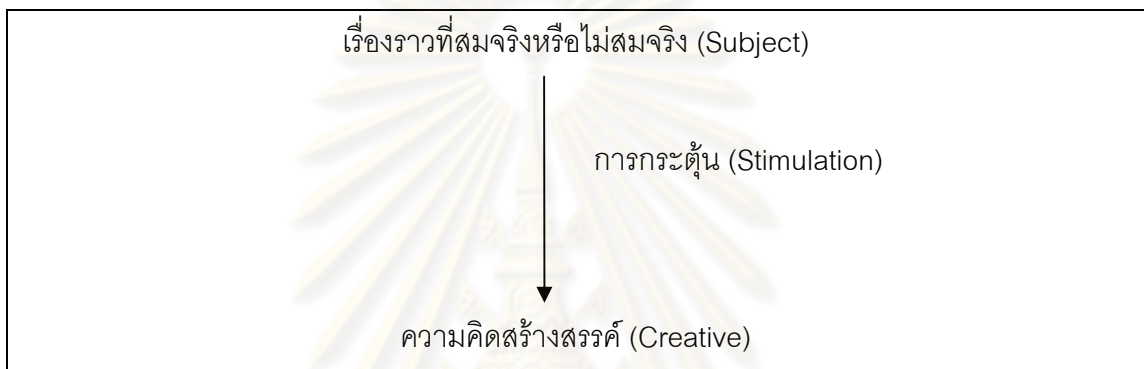 เรื่องราวที่สมจริงหรือไม่สมจริง (Subject)
การกระตุ้น (Stimulation)
ความคิดสร้างสรรค์ (Creative)